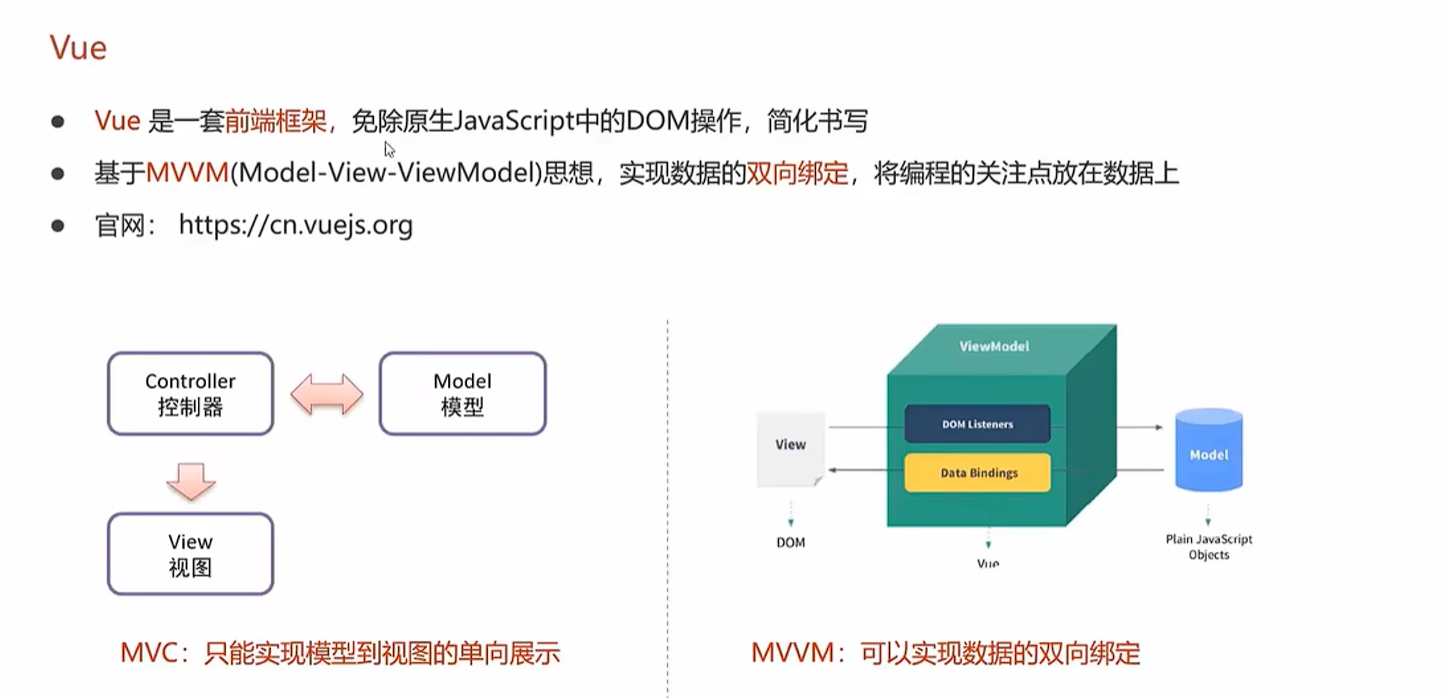 Vue
Vue 是一套前端框架，免除原生JavaScript中的DOM操作，简化书写
基于MVVM(Model-View-ViewModel)思想，实现数据的双向绑定，将编程的关注点放在数据上
官网： https://cn.vuejs.org
Controller
控制器
Model
模型
View
视图
MVC：只能实现模型到视图的单向展示
ViewModel
DOM Listeners
View
Data Bindings
Model
DOM
Vue
Plain JavaScript
Objects
MVVM：可以实现数据的双向绑定